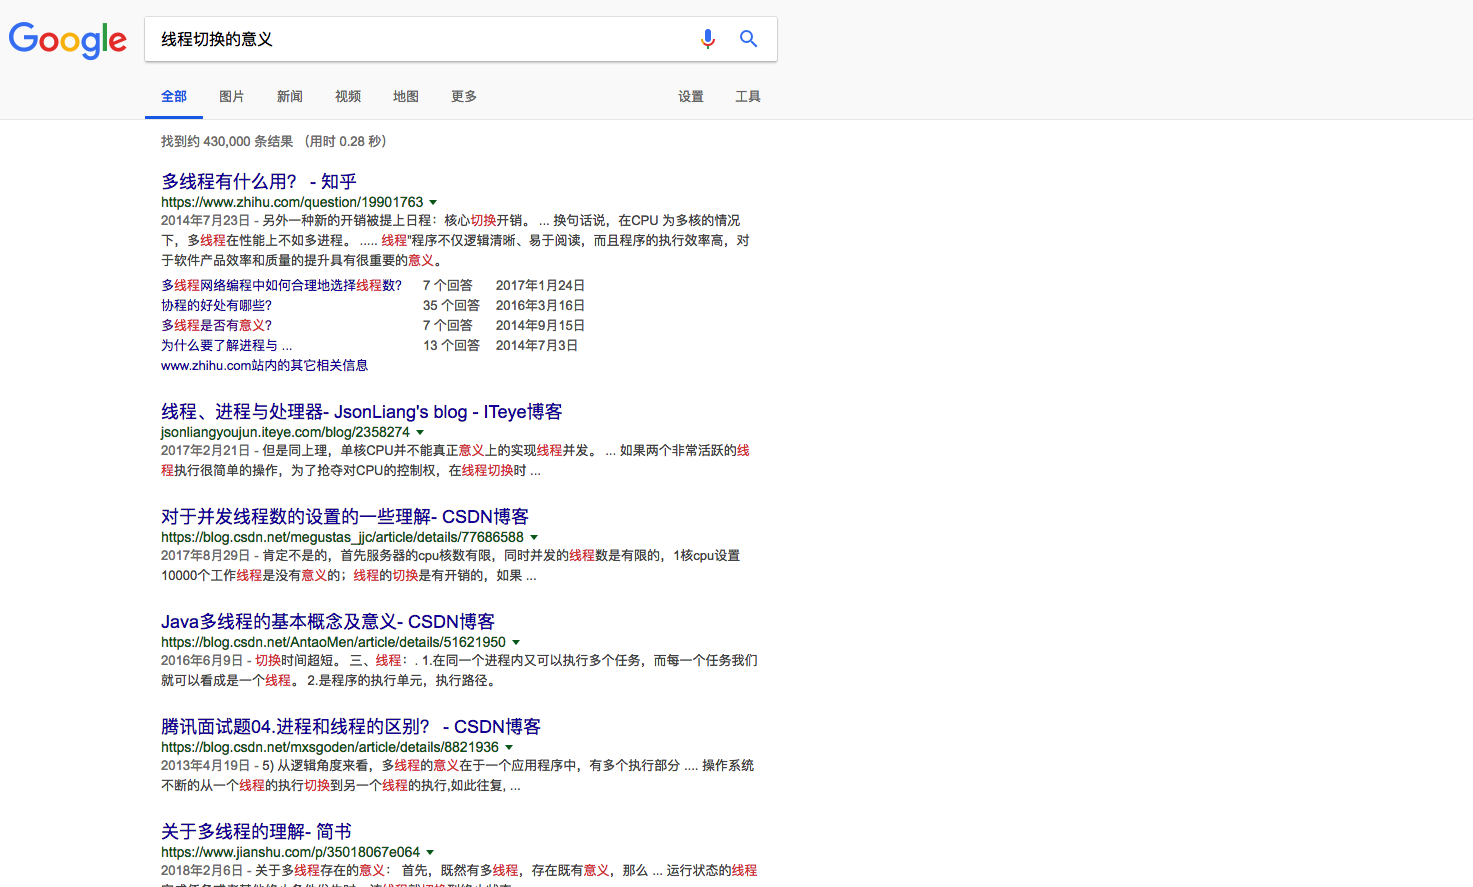 Google
线程切换的意义
全部 图片 新闻 视频 地图 更多 设置 工具
找到约 430,000 条结果 （用时 0.28 秒）
多线程有什么用？ - 知乎
https://www.zhihu.com/question/19901763
2014年7月23日 - 另外一种新的开销被提上日程：核心切换开销。 ... 换句话说，在CPU 为多核的情况
下，多线程在性能上不如多进程。 ..... 线程"程序不仅逻辑清晰、易于阅读，而且程序的执行效率高，对
于软件产品效率和质量的提升具有很重要的意义。
多线程网络编程中如何合理地选择线程数? 7 个回答 2017年1月24日
协程的好处有哪些? 35 个回答 2016年3月16日
多线程是否有意义? 7 个回答 2014年9月15日
为什么要了解进程与 ... 13 个回答 2014年7月3日
www.zhihu.com站内的其它相关信息
线程、进程与处理器- JsonLiang's blog - ITeye博客
jsonliangyoujun.iteye.com/blog/2358274
2017年2月21日 - 但是同上理，单核CPU并不能真正意义上的实现线程并发。 ... 如果两个非常活跃的线
程执行很简单的操作，为了抢夺对CPU的控制权，在线程切换时 ...
对于并发线程数的设置的一些理解- CSDN博客
https://blog.csdn.net/megustas_jjc/article/details/77686588
2017年8月29日 - 肯定不是的，首先服务器的cpu核数有限，同时并发的线程数是有限的，1核cpu设置
10000个工作线程是没有意义的；线程的切换是有开销的，如果 ...
Java多线程的基本概念及意义- CSDN博客
https://blog.csdn.net/AntaoMen/article/details/51621950
2016年6月9日 - 切换时间超短。 三、线程：. 1.在同一个进程内又可以执行多个任务，而每一个任务我们
就可以看成是一个线程。 2.是程序的执行单元，执行路径。
腾讯面试题04.进程和线程的区别？ - CSDN博客
https://blog.csdn.net/mxsgoden/article/details/8821936
2013年4月19日 - 5) 从逻辑角度来看，多线程的意义在于一个应用程序中，有多个执行部分 .... 操作系统
不断的从一个线程的执行切换到另一个线程的执行,如此往复, ...
关于多线程的理解- 简书
https://www.jianshu.com/p/35018067e064
2018年2月6日 - 关于多线程存在的意义： 首先，既然有多线程，存在既有意义，那么 ... 运行状态的线程